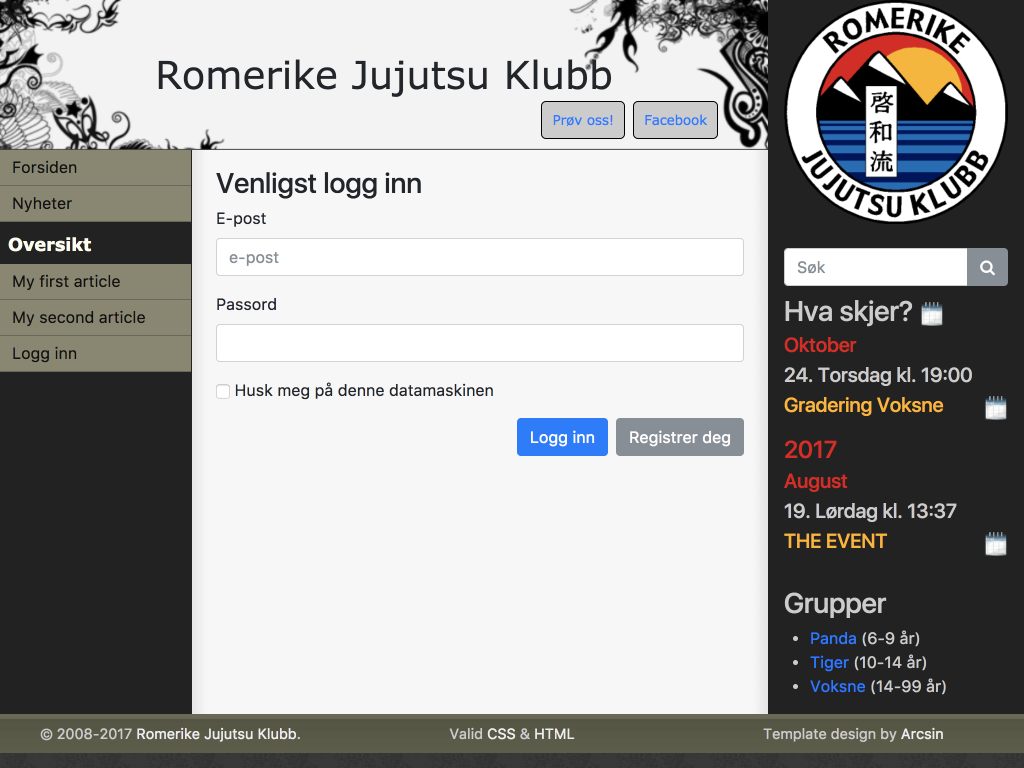 Romerike Jujutsu Klubb
Prøv oss!
Facebook
ROMERIKE
啓和流
JUJUTSU KLUBB
Forsiden
Nyheter
Oversikt
My first article
My second article
Logg inn
Venligst logg inn
E-post
e-post
Passord
Husk meg på denne datamaskinen
Logg inn
Registrer deg
Søk
Hva skjer?
Oktober
24. Torsdag kl. 19:00
Gradering Voksne
2017
August
19. Lørdag kl. 13:37
THE EVENT
Grupper
Panda (6-9 år)
Tiger (10-14 år)
Voksne (14-99 år)
© 2008-2017 Romerike Jujutsu Klubb.
Valid CSS & HTML
Template design by Arcsin